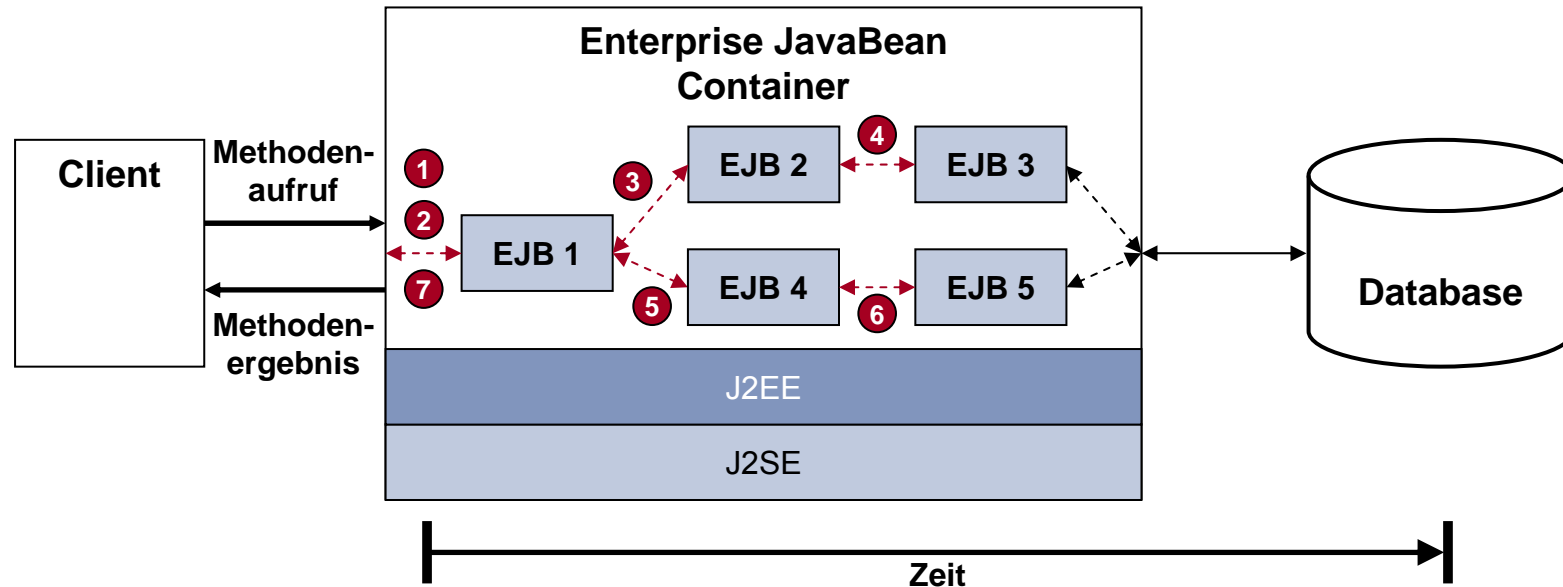 Enterprise JavaBean
Container
Client
Methoden-
aufruf
1
2
7
Methoden-
ergebnis
EJB 1
3
EJB 2
4
EJB 3
5
EJB 4
6
EJB 5
Database
J2EE
J2SE
Zeit